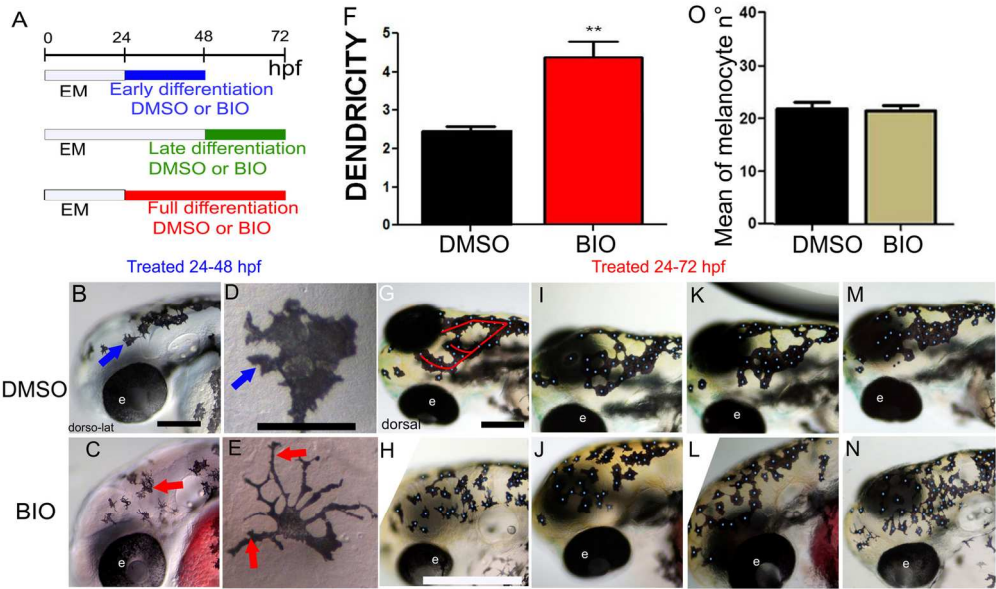 A
0 24 48 72
hpf
EM
Early differentiation
DMSO or BIO
EM
Late differentiation
DMSO or BIO
EM
Full differentiation
DMSO or BIO
F
DENDRICITY
5
4
3
2
1
0
**
DMSO BIO
O
Mean of melanocyte n°
40
30
20
10
0
DMSO BIO
Treated 24-48 hpf
Treated 24-72 hpf
DMSO
B
e
dorso-lat
D
G
e
dorsal
I
e
K
e
M
e
BIO
C
e
E
H
e
J
e
L
e
N
e